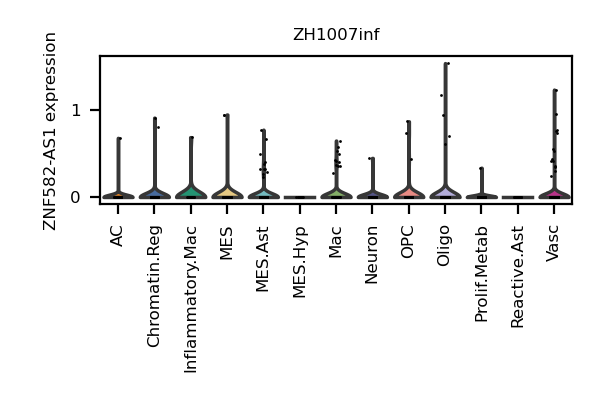 ZH1007inf
ZNF582-AS1 expression
1
0
AC
Chromatin.Reg
Inflammatory.Mac
MES
MES.Ast
MES.Hyp
Mac
Neuron
OPC
Oligo
Prolif.Metab
Reactive.Ast
Vasc